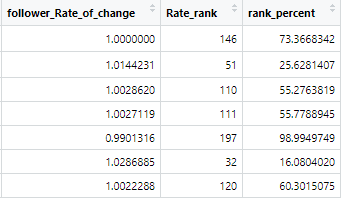 follower_Rate_of_change Rate_rank rank_percent
1.0000000 146 73.3668342
1.0144231 51 25.6281407
1.0028620 110 55.2763819
1.0027119 111 55.7788945
0.9901316 197 98.9949749
1.0286885 32 16.0804020
1.0022288 120 60.3015075